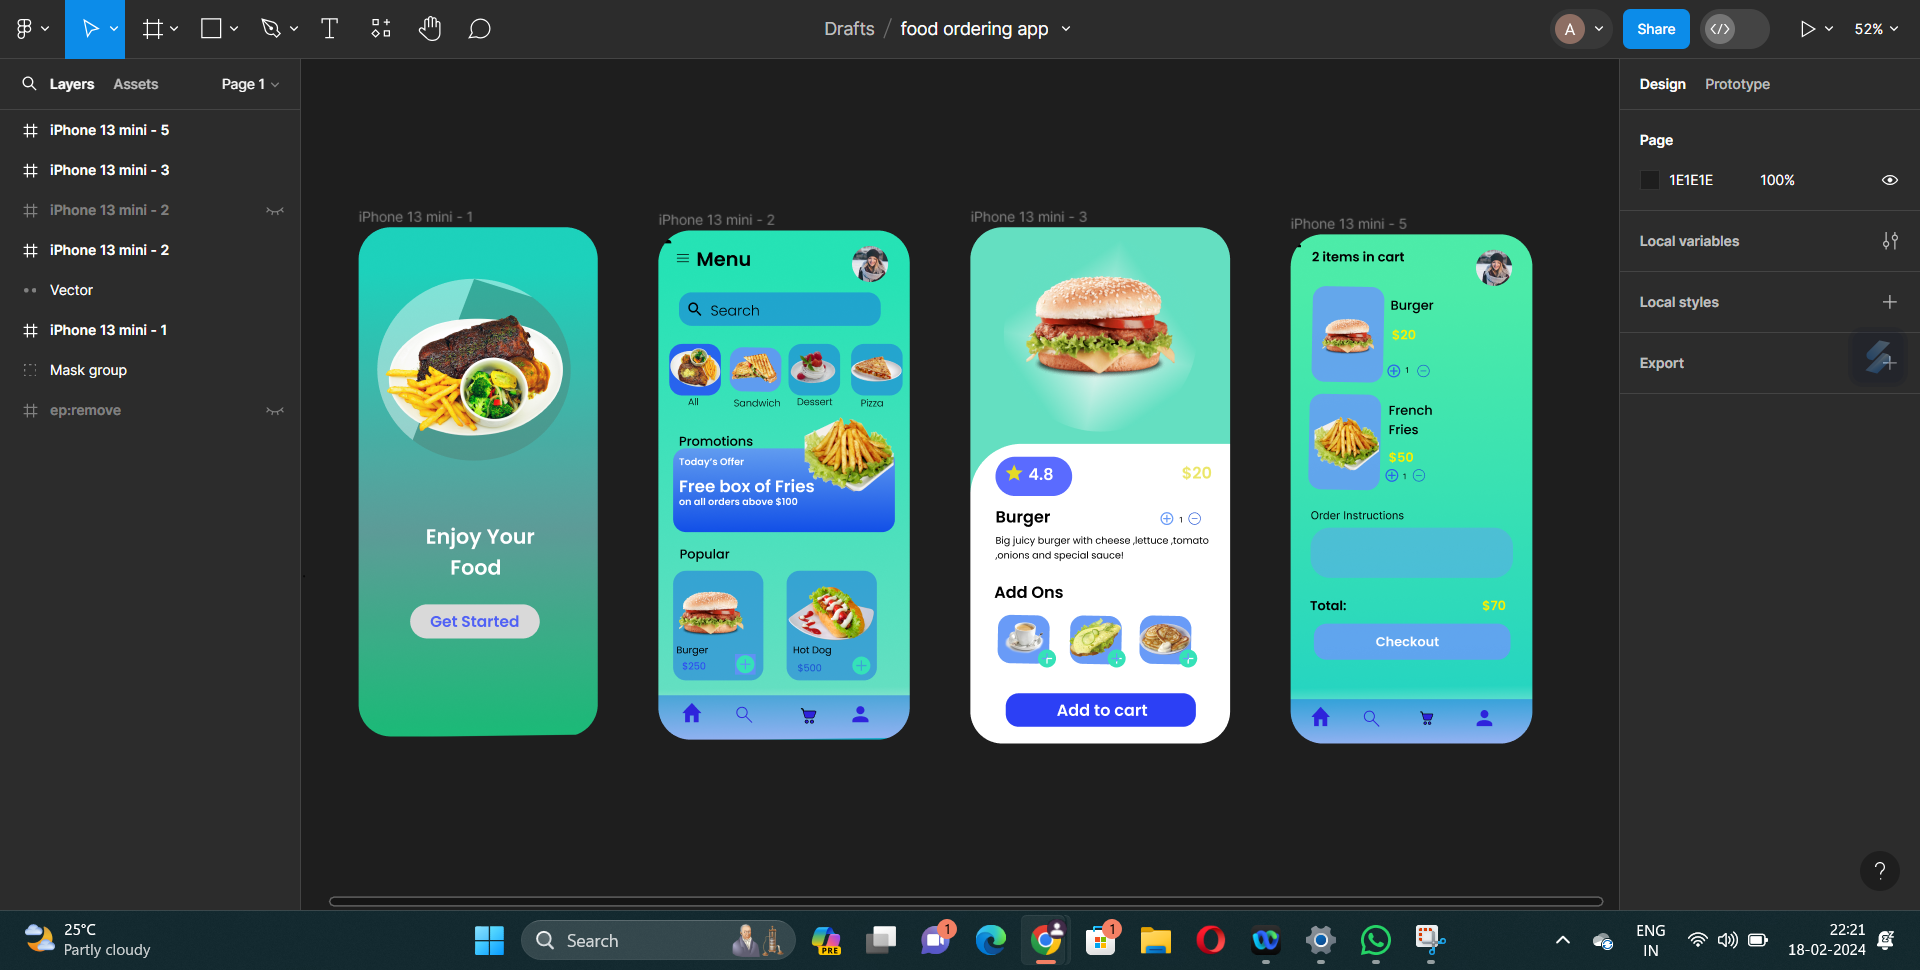 Drafts / food ordering app
A
Share
52%
Layers
Assets
Page 1
iPhone 13 mini - 5
iPhone 13 mini - 3
iPhone 13 mini - 2
iPhone 13 mini - 2
Vector
iPhone 13 mini - 1
Mask group
ep:remove
iPhone 13 mini - 1
Enjoy Your
Food
Get Started
iPhone 13 mini - 2
Menu
Search
All
Sandwich
Dessert
Pizza
Promotions
Today's Offer
Free box of Fries
on all orders above $100
Popular
Burger
$250
Hot Dog
$500
iPhone 13 mini - 3
4.8
$20
Burger
1
Big juicy burger with cheese ,lettuce ,tomato
,onions and special sauce!
Add Ons
Add to cart
iPhone 13 mini - 5
2 items in cart
Burger
$20
1
French
Fries
$50
1
Order Instructions
Total:
$70
Checkout
Design
Prototype
Page
1E1E1E
100%
Local variables
Local styles
Export
?
25°C
Partly cloudy
Search
PRE
1
1
ENG
IN
22:21
18-02-2024